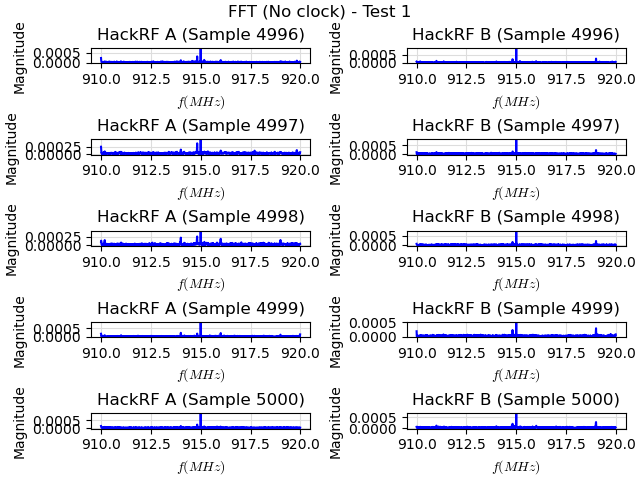 FFT (No clock) - Test 1
HackRF A (Sample 4996)
Magnitude
0.0005
0.0000
910.0 912.5 915.0 917.5 920.0
f(MHz)
HackRF B (Sample 4996)
Magnitude
0.0005
0.0000
910.0 912.5 915.0 917.5 920.0
f(MHz)
HackRF A (Sample 4997)
Magnitude
0.00025
0.00000
910.0 912.5 915.0 917.5 920.0
f(MHz)
HackRF B (Sample 4997)
Magnitude
0.0005
0.0000
910.0 912.5 915.0 917.5 920.0
f(MHz)
HackRF A (Sample 4998)
Magnitude
0.00025
0.00000
910.0 912.5 915.0 917.5 920.0
f(MHz)
HackRF B (Sample 4998)
Magnitude
0.0005
0.0000
910.0 912.5 915.0 917.5 920.0
f(MHz)
HackRF A (Sample 4999)
Magnitude
0.0005
0.0000
910.0 912.5 915.0 917.5 920.0
f(MHz)
HackRF B (Sample 4999)
Magnitude
0.0005
0.0000
910.0 912.5 915.0 917.5 920.0
f(MHz)
HackRF A (Sample 5000)
Magnitude
0.0005
0.0000
910.0 912.5 915.0 917.5 920.0
f(MHz)
HackRF B (Sample 5000)
Magnitude
0.0005
0.0000
910.0 912.5 915.0 917.5 920.0
f(MHz)